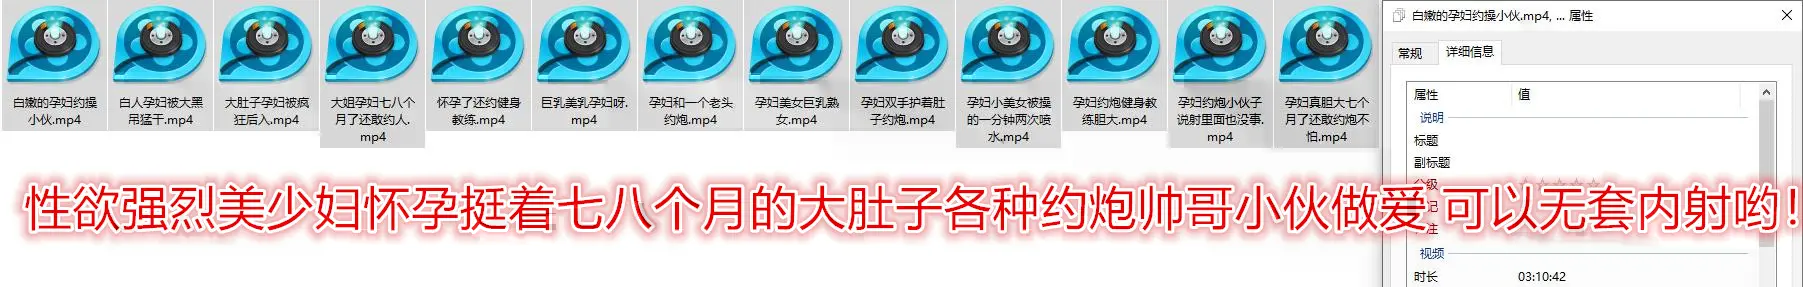 白嫩的孕妇约操
小伙.mp4
白人孕妇被大黑
吊猛干.mp4
大肚子孕妇被疯
狂后入.mp4
大姐孕妇七八个
月了还敢约人.
mp4
怀孕了还约健身
教练.mp4
巨乳美乳孕妇呀.
mp4
孕妇和一个老头
约炮.mp4
孕妇美女巨乳熟
女.mp4
孕妇双手护着肚
子约炮.mp4
孕妇小美女被操
的一分钟两次喷
水.mp4
孕妇约炮健身教
练胆大.mp4
孕妇约炮小伙子
说射里面也没事.
mp4
孕妇真胆大七个
月了还敢约炮不
怕.mp4
性欲强烈美少妇怀孕挺着七八个月的大肚子各种约炮帅哥小伙做爱 可以无套内射哟！
白嫩的孕妇约操小伙.mp4, ... 属性
常规 详细信息
属性 值
说明
标题
副标题
视频
时长 03:10:42